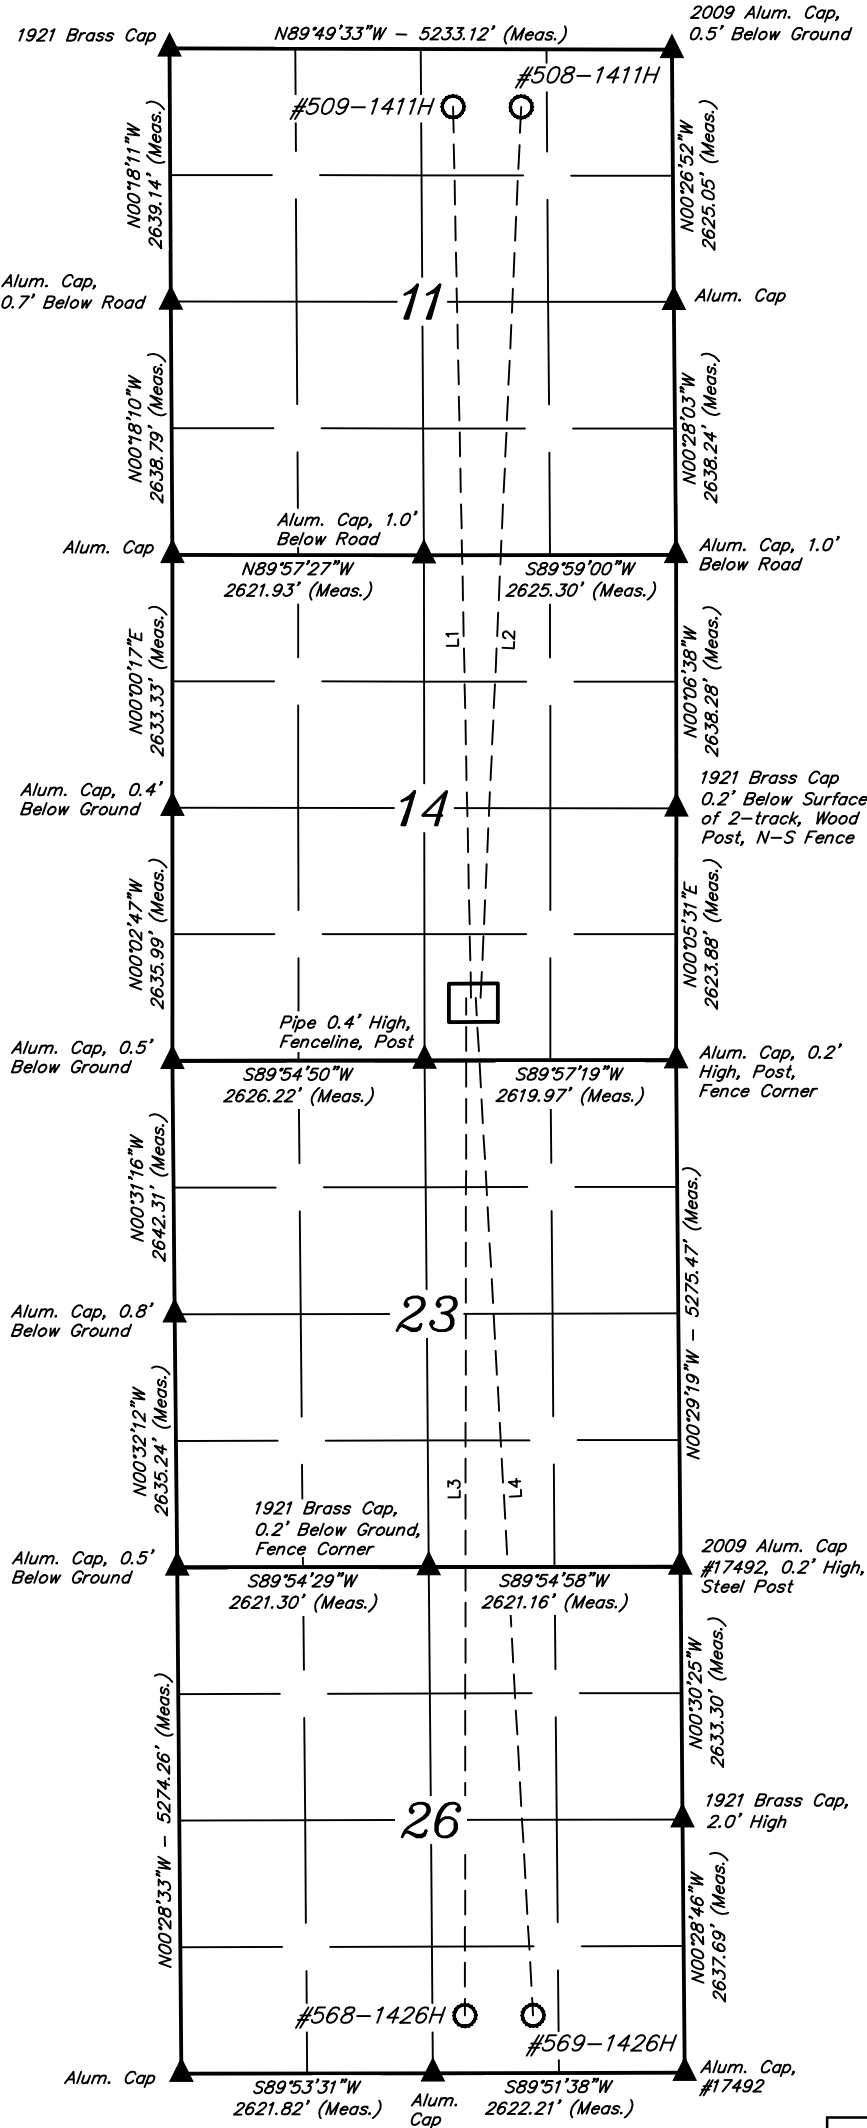 1921 Brass Cap
N89°49'33"W - 5233.12' (Meas.)
2009 Alum. Cap,
0.5' Below Ground
#509-1411H
#508-1411H
N00°18'11"W
2639.14' (Meas.)
N00°26'52"W
2625.05' (Meas.)
Alum. Cap,
0.7' Below Road
11
Alum. Cap
N00°18'10"W
2638.79' (Meas.)
N00°28'03"W
2638.24' (Meas.)
Alum. Cap
Alum. Cap, 1.0'
Below Road
Alum. Cap, 1.0'
Below Road
N89°57'27"W
2621.93' (Meas.)
S89°59'00"W
2625.30' (Meas.)
N00°00'17"E
2633.33' (Meas.)
L1
L2
N00°06'38"W
2638.28' (Meas.)
Alum. Cap, 0.4'
Below Ground
14
1921 Brass Cap
0.2' Below Surface
of 2-track, Wood
Post, N-S Fence
N00°02'47"W
2635.99' (Meas.)
N00°05'31"E
2623.88' (Meas.)
Alum. Cap, 0.5'
Below Ground
Pipe 0.4' High,
Fenceline, Post
Alum. Cap, 0.2'
High, Post,
Fence Corner
S89°54'50"W
2626.22' (Meas.)
S89°57'19"W
2619.97' (Meas.)
N00°31'16"W
2642.31' (Meas.)
N00°29'19"W - 5275.47' (Meas.)
Alum. Cap, 0.8'
Below Ground
23
N00°32'12"W
2635.24' (Meas.)
L3
L4
Alum. Cap, 0.5'
Below Ground
1921 Brass Cap,
0.2' Below Ground,
Fence Corner
2009 Alum. Cap
#17492, 0.2' High,
Steel Post
S89°54'29"W
2621.30' (Meas.)
S89°54'58"W
2621.16' (Meas.)
N00°28'33"W - 5274.26' (Meas.)
N00°30'25"W
2633.30' (Meas.)
26
1921 Brass Cap,
2.0' High
N00°28'46"W
2637.69' (Meas.)
#568-1426H
#569-1426H
Alum. Cap
S89°53'31"W
2621.82' (Meas.)
Alum.
Cap
S89°51'38"W
2622.21' (Meas.)
Alum. Cap,
#17492